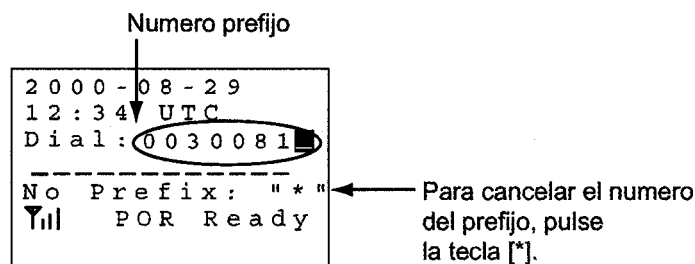 Numero prefijo
2000-08-29
12:34 UTC
Dial:0030081
No Prefix: "*"
POR Ready
Para cancelar el numero
del prefijo, pulse
la tecla [*].